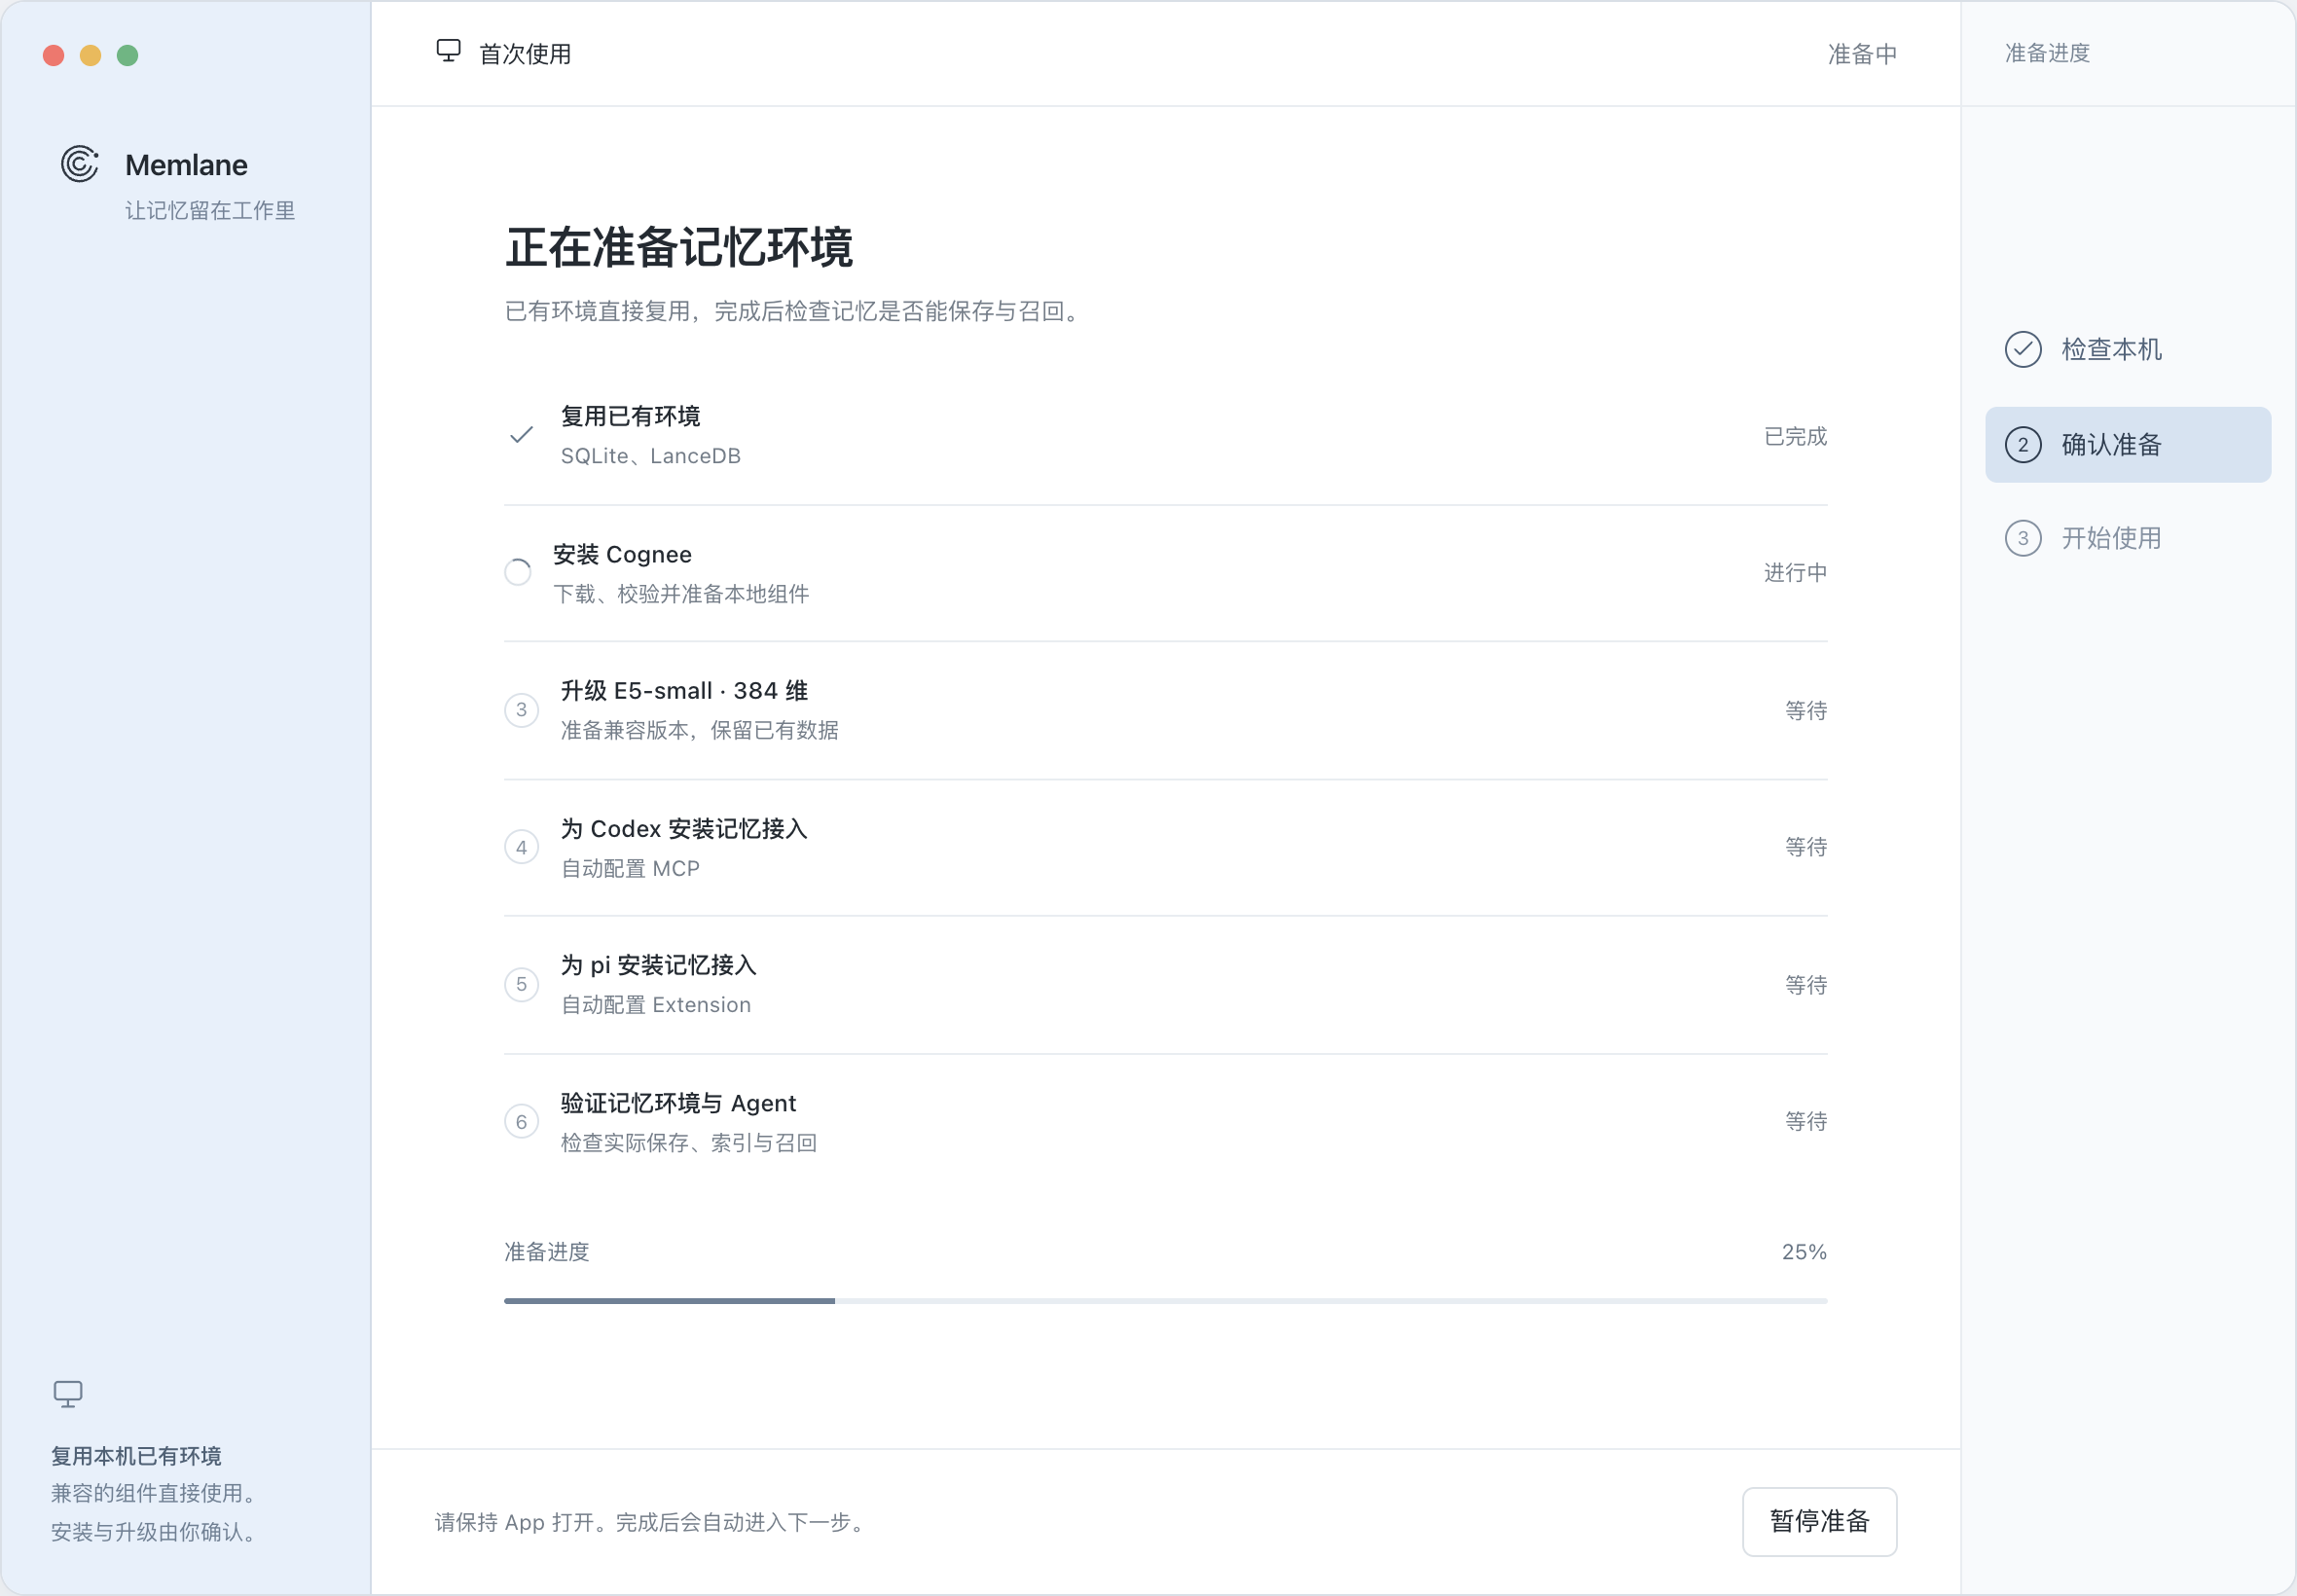 Memlane
让记忆留在工作里
复用本机已有环境
兼容的组件直接使用。
安装与升级由你确认。
首次使用
准备中
正在准备记忆环境
已有环境直接复用，完成后检查记忆是否能保存与召回。
复用已有环境
SQLite、LanceDB
已完成
安装 Cognee
下载、校验并准备本地组件
进行中
3
升级 E5-small · 384 维
准备兼容版本，保留已有数据
等待
4
为 Codex 安装记忆接入
自动配置 MCP
等待
5
为 pi 安装记忆接入
自动配置 Extension
等待
6
验证记忆环境与 Agent
检查实际保存、索引与召回
等待
准备进度
25%
请保持 App 打开。完成后会自动进入下一步。
暂停准备
准备进度
检查本机
2 确认准备
3 开始使用